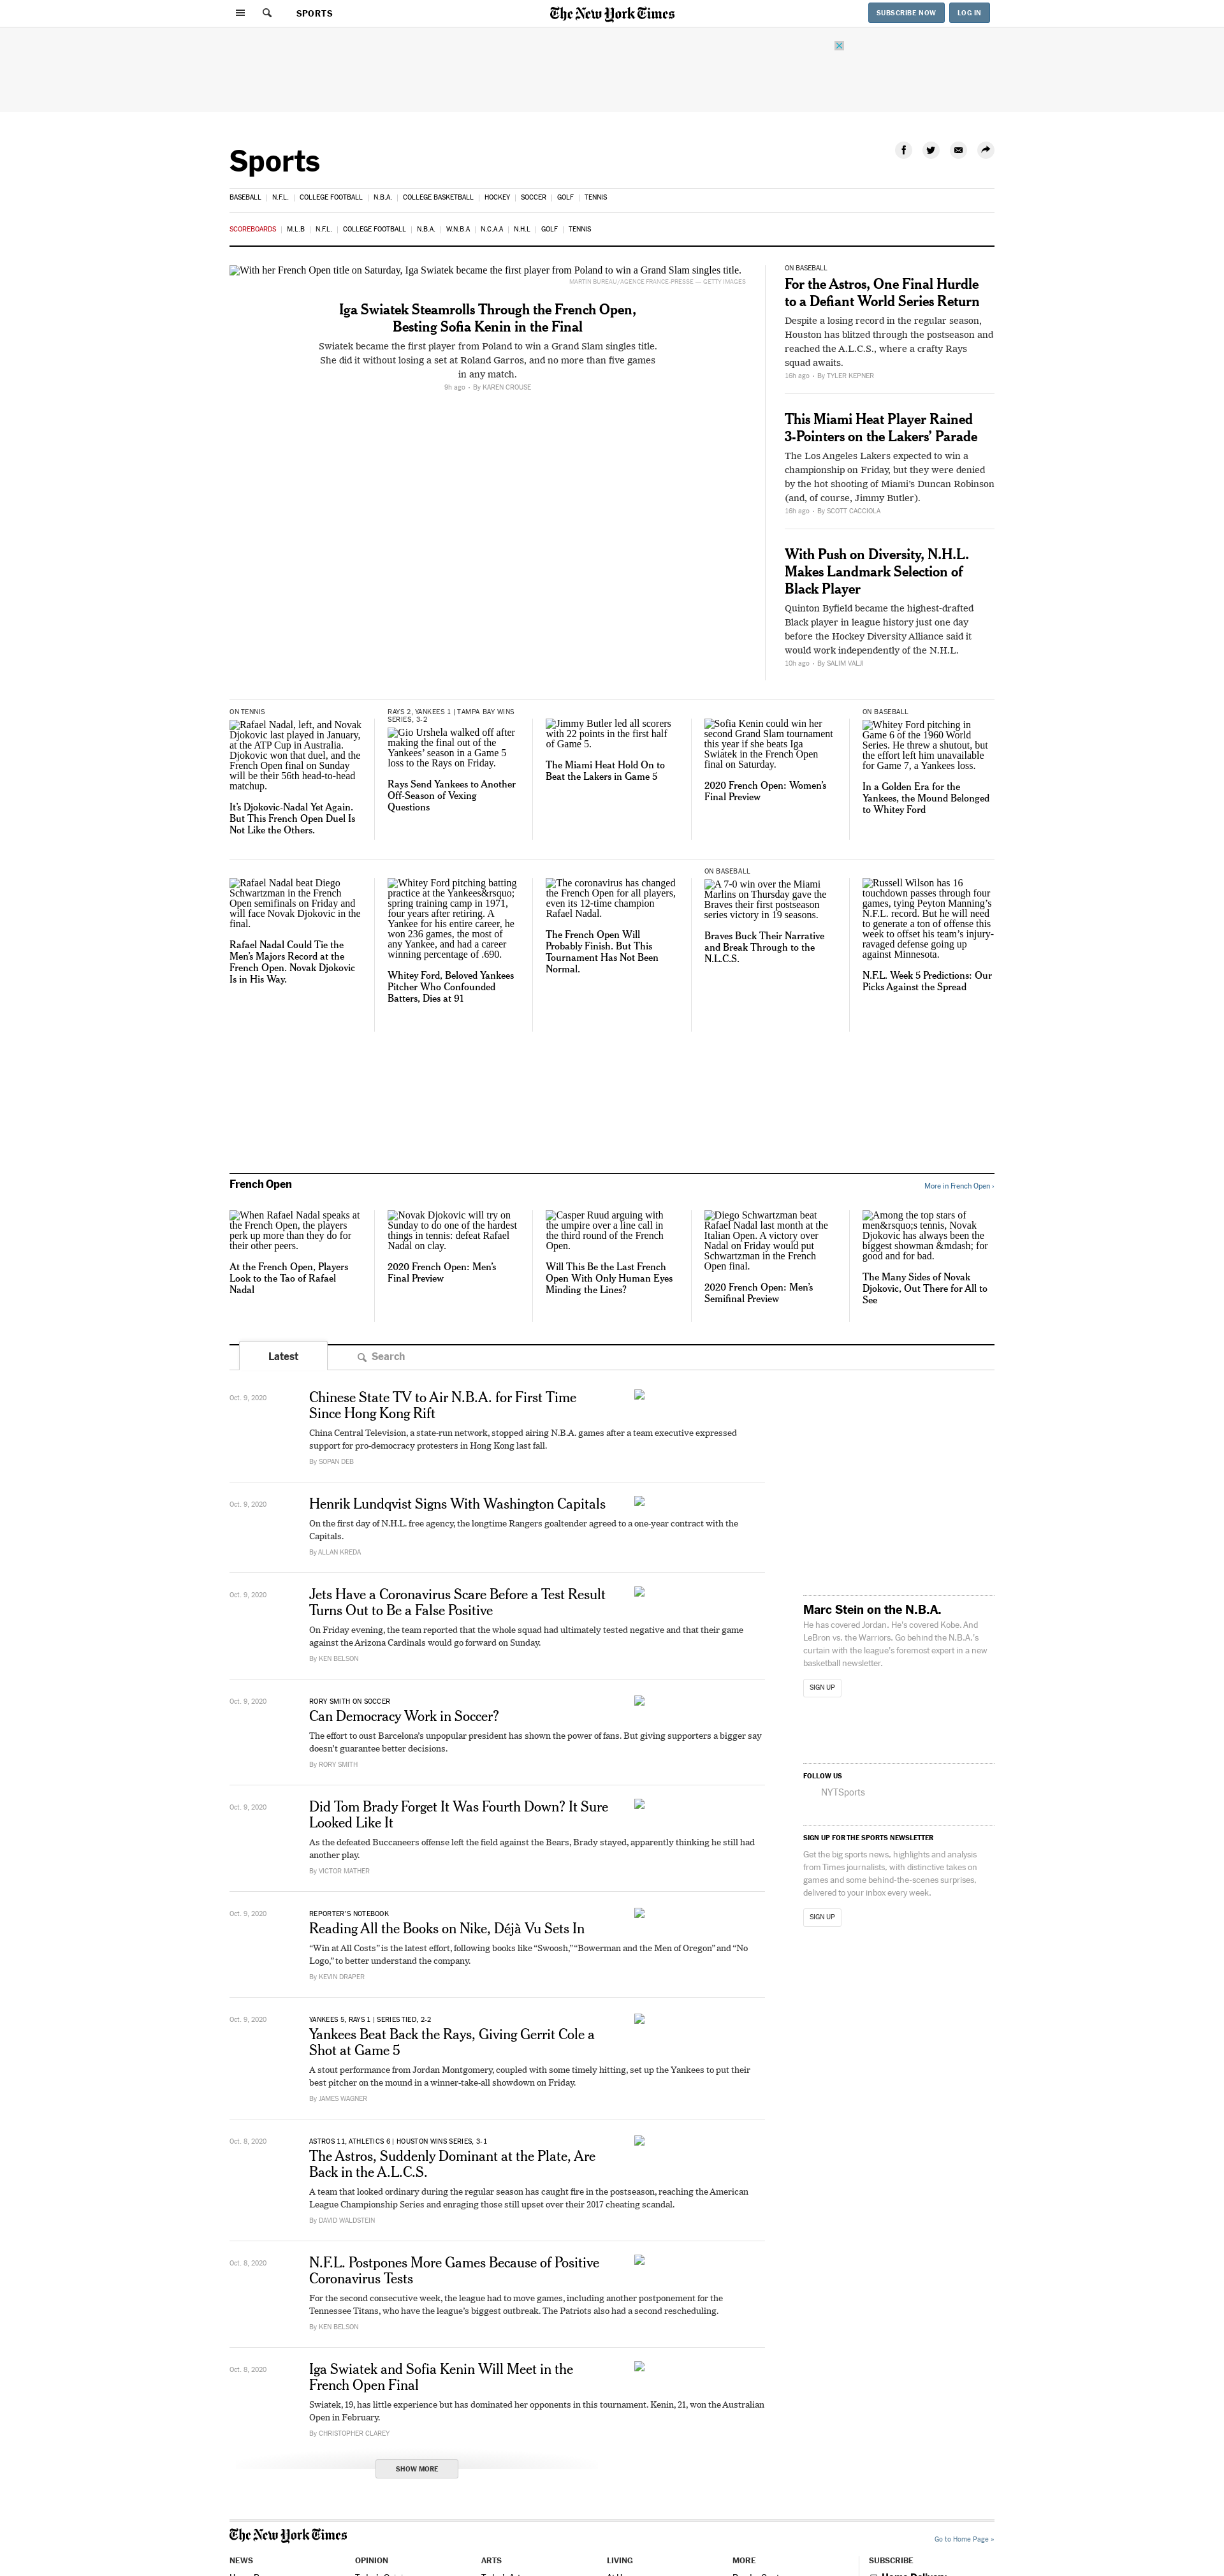 SPORTS
The New York Times
SUBSCRIBE NOW
LOG IN
Sports
BASEBALL
N.F.L.
COLLEGE FOOTBALL
N.B.A.
COLLEGE BASKETBALL
HOCKEY
SOCCER
GOLF
TENNIS
SCOREBOARDS
M.L.B
N.F.L.
COLLEGE FOOTBALL
N.B.A.
W.N.B.A
N.C.A.A
N.H.L
GOLF
TENNIS
With her French Open title on Saturday, Iga Swiatek became the first player from Poland to win a Grand Slam singles title.
MARTIN BUREAU/AGENCE FRANCE-PRESSE — GETTY IMAGES
Iga Swiatek Steamrolls Through the French Open,
Besting Sofia Kenin in the Final
Swiatek became the first player from Poland to win a Grand Slam singles title.
She did it without losing a set at Roland Garros, and no more than five games
in any match.
9h ago • By KAREN CROUSE
ON BASEBALL
For the Astros, One Final Hurdle
to a Defiant World Series Return
Despite a losing record in the regular season,
Houston has blitzed through the postseason and
reached the A.L.C.S., where a crafty Rays
squad awaits.
16h ago • By TYLER KEPNER
This Miami Heat Player Rained
3-Pointers on the Lakers’ Parade
The Los Angeles Lakers expected to win a
championship on Friday, but they were denied
by the hot shooting of Miami’s Duncan Robinson
(and, of course, Jimmy Butler).
16h ago • By SCOTT CACCIOLA
With Push on Diversity, N.H.L.
Makes Landmark Selection of
Black Player
Quinton Byfield became the highest-drafted
Black player in league history just one day
before the Hockey Diversity Alliance said it
would work independently of the N.H.L.
10h ago • By SALIM VALJI
ON TENNIS
Rafael Nadal, left, and Novak
Djokovic last played in January,
at the ATP Cup in Australia.
Djokovic won that duel, and the
French Open final on Sunday
will be their 56th head-to-head
matchup.
It’s Djokovic-Nadal Yet Again.
But This French Open Duel Is
Not Like the Others.
RAYS 2, YANKEES 1 | TAMPA BAY WINS
SERIES, 3-2
Gio Urshela walked off after
making the final out of the
Yankees’ season in a Game 5
loss to the Rays on Friday.
Rays Send Yankees to Another
Off-Season of Vexing
Questions
Jimmy Butler led all scorers
with 22 points in the first half
of Game 5.
The Miami Heat Hold On to
Beat the Lakers in Game 5
Sofia Kenin could win her
second Grand Slam tournament
this year if she beats Iga
Swiatek in the French Open
final on Saturday.
2020 French Open: Women’s
Final Preview
ON BASEBALL
Whitey Ford pitching in
Game 6 of the 1960 World
Series. He threw a shutout, but
the effort left him unavailable
for Game 7, a Yankees loss.
In a Golden Era for the
Yankees, the Mound Belonged
to Whitey Ford
Rafael Nadal beat Diego
Schwartzman in the French
Open semifinals on Friday and
will face Novak Djokovic in the
final.
Rafael Nadal Could Tie the
Men’s Majors Record at the
French Open. Novak Djokovic
Is in His Way.
Whitey Ford pitching batting
practice at the Yankees&rsquo;
spring training camp in 1971,
four years after retiring. A
Yankee for his entire career, he
won 236 games, the most of
any Yankee, and had a career
winning percentage of .690.
Whitey Ford, Beloved Yankees
Pitcher Who Confounded
Batters, Dies at 91
The coronavirus has changed
the French Open for all players,
even its 12-time champion
Rafael Nadal.
The French Open Will
Probably Finish. But This
Tournament Has Not Been
Normal.
ON BASEBALL
A 7-0 win over the Miami
Marlins on Thursday gave the
Braves their first postseason
series victory in 19 seasons.
Braves Buck Their Narrative
and Break Through to the
N.L.C.S.
Russell Wilson has 16
touchdown passes through four
games, tying Peyton Manning’s
N.F.L. record. But he will need
to generate a ton of offense this
week to offset his team’s injury-
ravaged defense going up
against Minnesota.
N.F.L. Week 5 Predictions: Our
Picks Against the Spread
French Open
More in French Open ›
When Rafael Nadal speaks at
the French Open, the players
perk up more than they do for
their other peers.
At the French Open, Players
Look to the Tao of Rafael
Nadal
Novak Djokovic will try on
Sunday to do one of the hardest
things in tennis: defeat Rafael
Nadal on clay.
2020 French Open: Men’s
Final Preview
Casper Ruud arguing with
the umpire over a line call in
the third round of the French
Open.
Will This Be the Last French
Open With Only Human Eyes
Minding the Lines?
Diego Schwartzman beat
Rafael Nadal last month at the
Italian Open. A victory over
Nadal on Friday would put
Schwartzman in the French
Open final.
2020 French Open: Men’s
Semifinal Preview
Among the top stars of
men&rsquo;s tennis, Novak
Djokovic has always been the
biggest showman &mdash; for
good and for bad.
The Many Sides of Novak
Djokovic, Out There for All to
See
Latest
Search
Oct. 9, 2020
Chinese State TV to Air N.B.A. for First Time
Since Hong Kong Rift
China Central Television, a state-run network, stopped airing N.B.A. games after a team executive expressed
support for pro-democracy protesters in Hong Kong last fall.
By SOPAN DEB
Oct. 9, 2020
Henrik Lundqvist Signs With Washington Capitals
On the first day of N.H.L. free agency, the longtime Rangers goaltender agreed to a one-year contract with the
Capitals.
By ALLAN KREDA
Oct. 9, 2020
Jets Have a Coronavirus Scare Before a Test Result
Turns Out to Be a False Positive
On Friday evening, the team reported that the whole squad had ultimately tested negative and that their game
against the Arizona Cardinals would go forward on Sunday.
By KEN BELSON
Oct. 9, 2020
RORY SMITH ON SOCCER
Can Democracy Work in Soccer?
The effort to oust Barcelona’s unpopular president has shown the power of fans. But giving supporters a bigger say
doesn’t guarantee better decisions.
By RORY SMITH
Oct. 9, 2020
Did Tom Brady Forget It Was Fourth Down? It Sure
Looked Like It
As the defeated Buccaneers offense left the field against the Bears, Brady stayed, apparently thinking he still had
another play.
By VICTOR MATHER
Oct. 9, 2020
REPORTER’S NOTEBOOK
Reading All the Books on Nike, Déjà Vu Sets In
“Win at All Costs” is the latest effort, following books like “Swoosh,” “Bowerman and the Men of Oregon” and “No
Logo,” to better understand the company.
By KEVIN DRAPER
Oct. 9, 2020
YANKEES 5, RAYS 1 | SERIES TIED, 2-2
Yankees Beat Back the Rays, Giving Gerrit Cole a
Shot at Game 5
A stout performance from Jordan Montgomery, coupled with some timely hitting, set up the Yankees to put their
best pitcher on the mound in a winner-take-all showdown on Friday.
By JAMES WAGNER
Oct. 8, 2020
ASTROS 11, ATHLETICS 6 | HOUSTON WINS SERIES, 3-1
The Astros, Suddenly Dominant at the Plate, Are
Back in the A.L.C.S.
A team that looked ordinary during the regular season has caught fire in the postseason, reaching the American
League Championship Series and enraging those still upset over their 2017 cheating scandal.
By DAVID WALDSTEIN
Oct. 8, 2020
N.F.L. Postpones More Games Because of Positive
Coronavirus Tests
For the second consecutive week, the league had to move games, including another postponement for the
Tennessee Titans, who have the league’s biggest outbreak. The Patriots also had a second rescheduling.
By KEN BELSON
Oct. 8, 2020
Iga Swiatek and Sofia Kenin Will Meet in the
French Open Final
Swiatek, 19, has little experience but has dominated her opponents in this tournament. Kenin, 21, won the Australian
Open in February.
By CHRISTOPHER CLAREY
SHOW MORE
Marc Stein on the N.B.A.
He has covered Jordan. He’s covered Kobe. And
LeBron vs. the Warriors. Go behind the N.B.A.’s
curtain with the league’s foremost expert in a new
basketball newsletter.
SIGN UP
FOLLOW US
NYTSports
SIGN UP FOR THE SPORTS NEWSLETTER
Get the big sports news, highlights and analysis
from Times journalists, with distinctive takes on
games and some behind-the-scenes surprises,
delivered to your inbox every week.
SIGN UP
The New York Times
Go to Home Page »
NEWS
OPINION
ARTS
LIVING
MORE
SUBSCRIBE